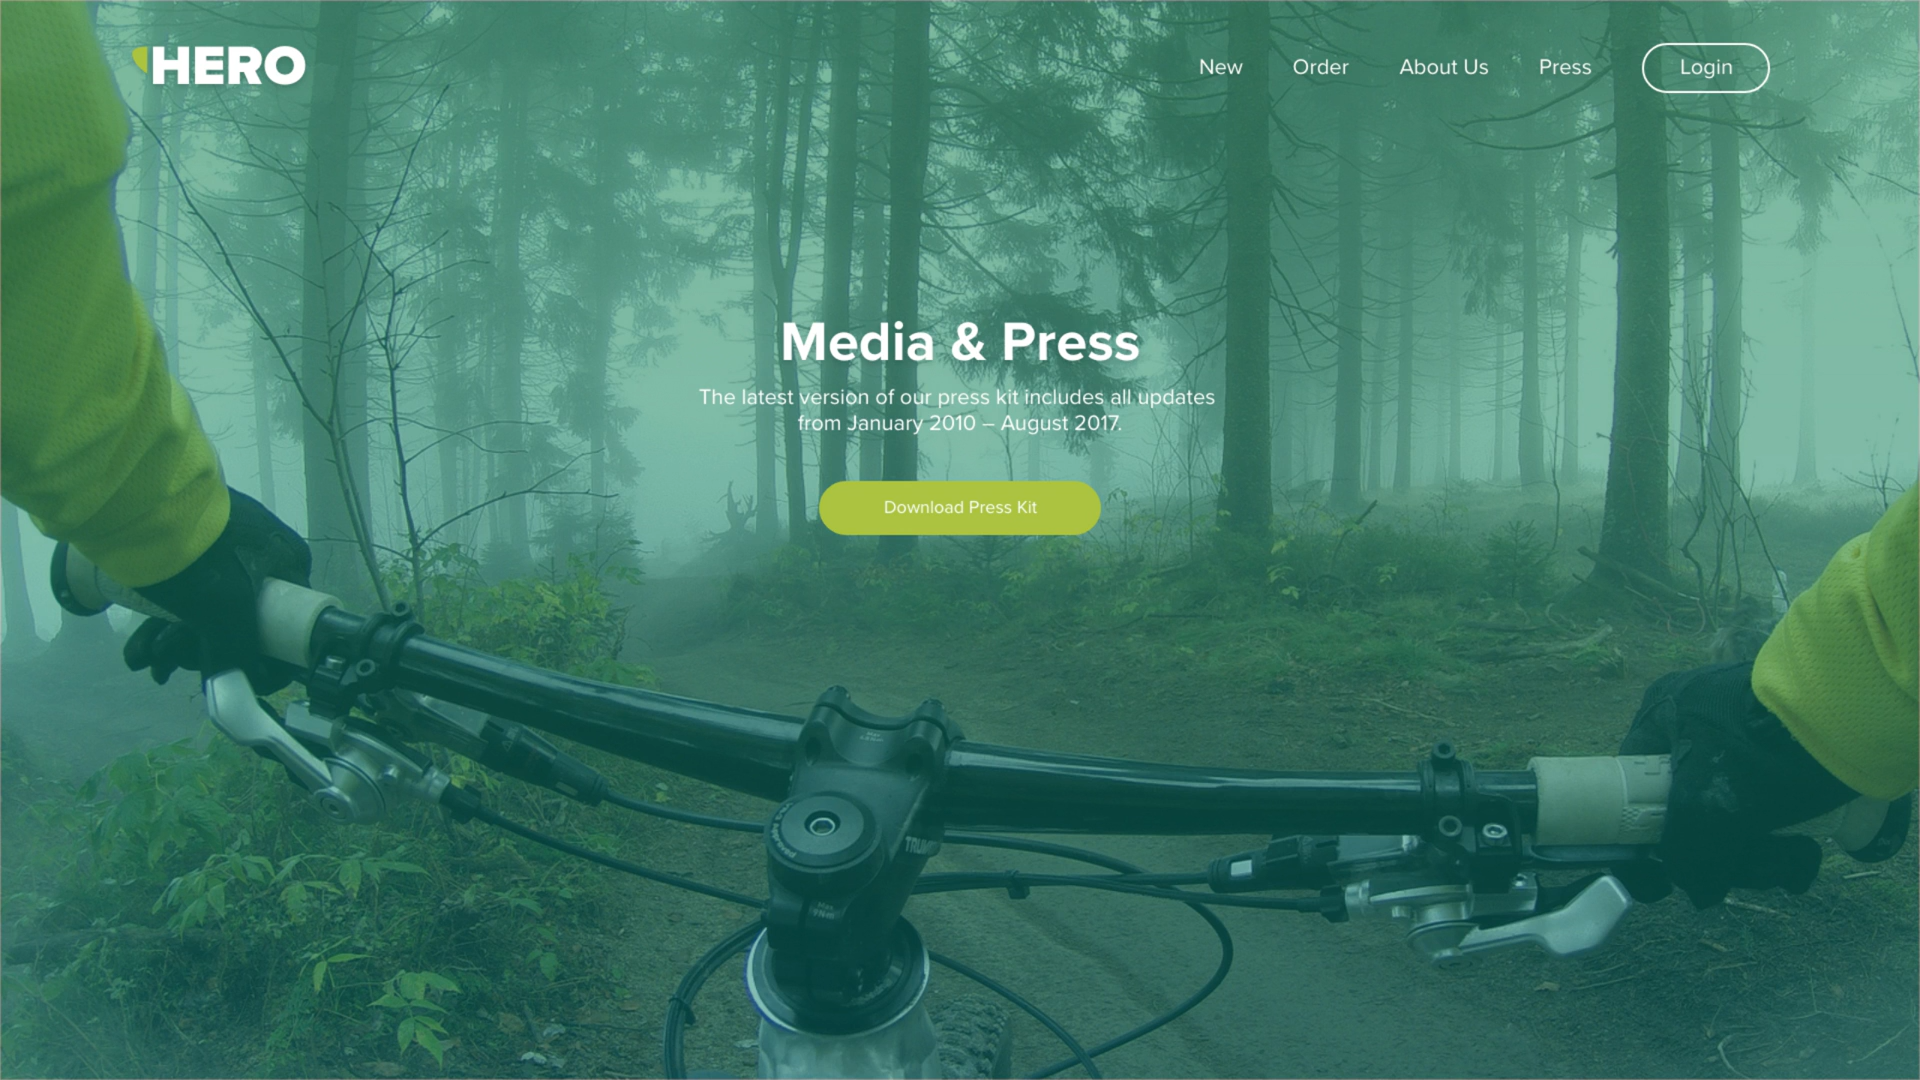 HERO
New
Order
About Us
Press
Login
Media & Press
The latest version of our press kit includes all updates
from January 2010 – August 2017.
Download Press Kit